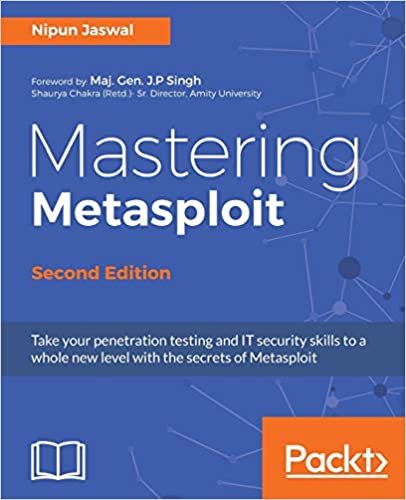 Nipun Jaswal
Foreword by: Maj. Gen. J.P Singh
Shaurya Chakra (Retd.)- Sr. Director, Amity University
Mastering
Metasploit
Second Edition
Take your penetration testing and IT security skills to a
whole new level with the secrets of Metasploit
Packt>